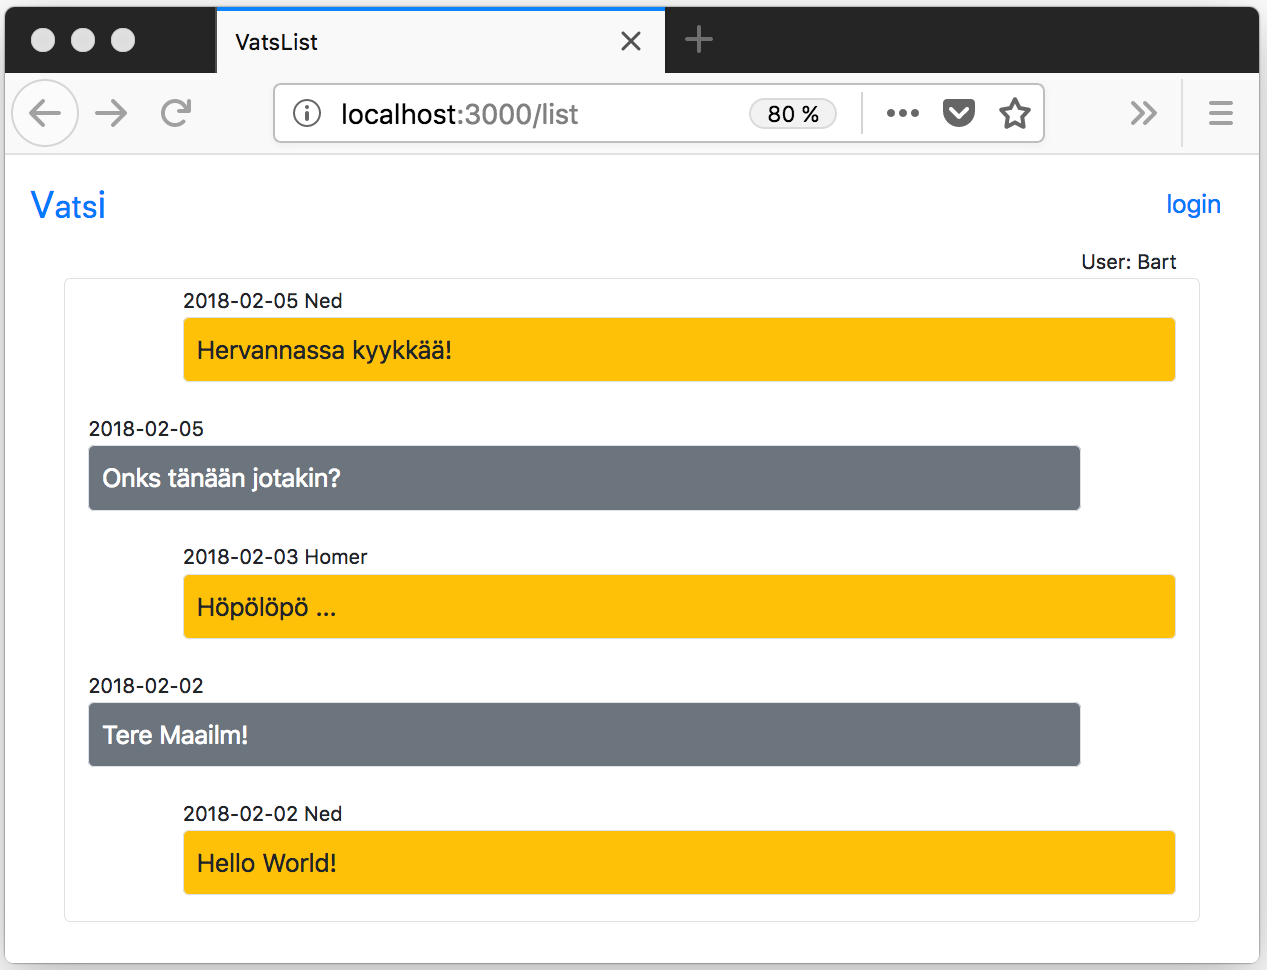 VatsList
localhost:3000/list
80 %
Vatsi
login
User: Bart
2018-02-05 Ned
Hervannassa kyykkää!
2018-02-05
Onks tänään jotakin?
2018-02-03 Homer
Höpölöpö ...
2018-02-02
Tere Maailm!
2018-02-02 Ned
Hello World!